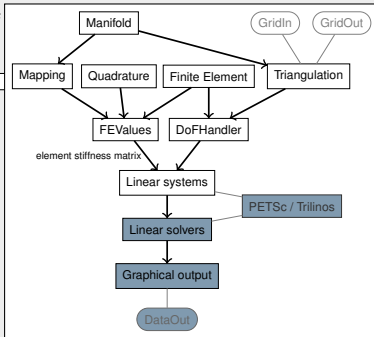 Manifold
GridIn
GridOut
Mapping
Quadrature
Finite Element
Triangulation
FEValues
DoFHandler
element stiffness matrix
Linear systems
PETSc / Trilinos
Linear solvers
Graphical output
DataOut